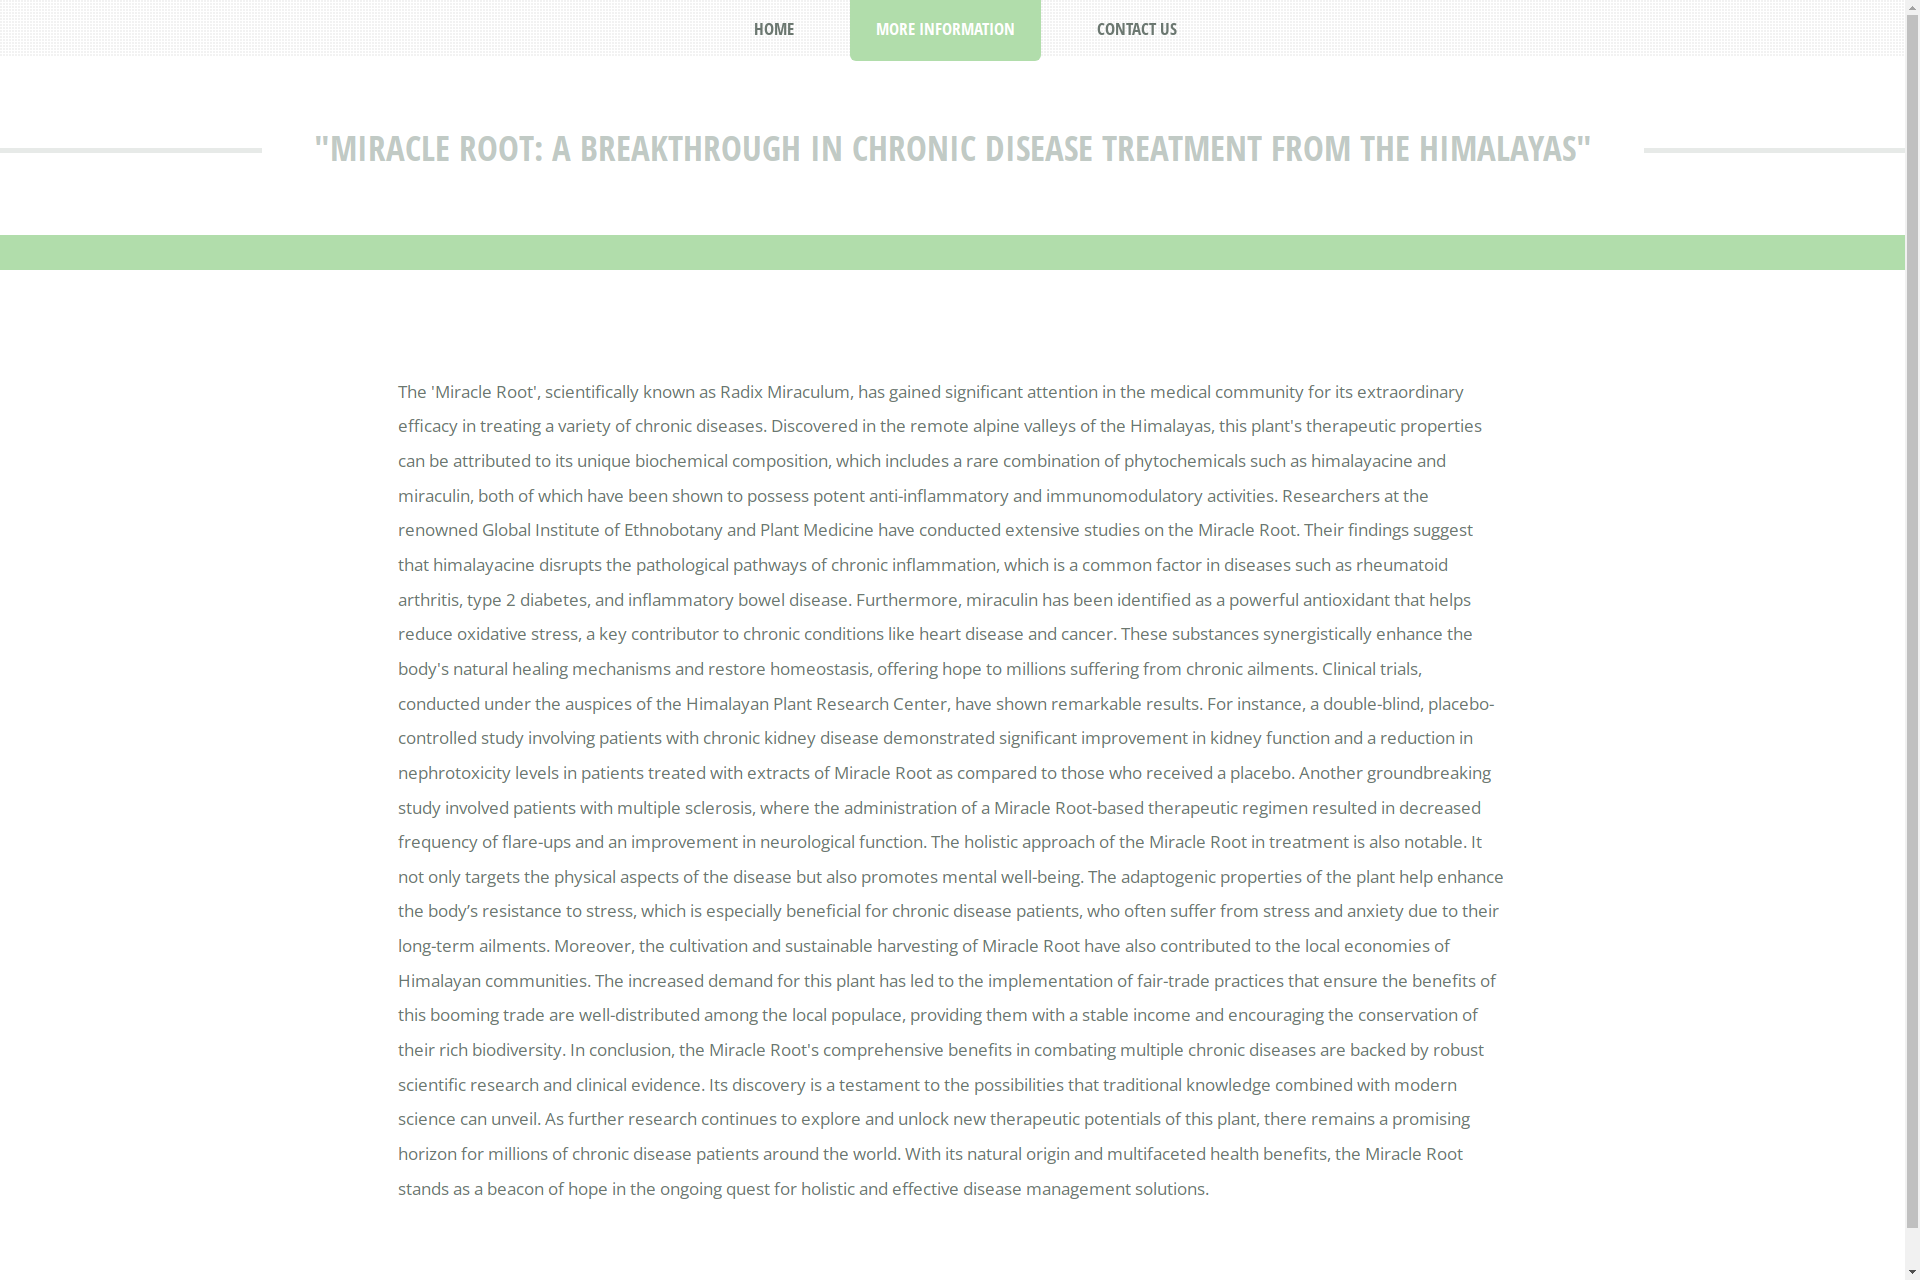 HOME
MORE INFORMATION
CONTACT US
"MIRACLE ROOT: A BREAKTHROUGH IN CHRONIC DISEASE TREATMENT FROM THE HIMALAYAS"
The 'Miracle Root', scientifically known as Radix Miraculum, has gained significant attention in the medical community for its extraordinary
efficacy in treating a variety of chronic diseases. Discovered in the remote alpine valleys of the Himalayas, this plant's therapeutic properties
can be attributed to its unique biochemical composition, which includes a rare combination of phytochemicals such as himalayacine and
miraculin, both of which have been shown to possess potent anti-inflammatory and immunomodulatory activities. Researchers at the
renowned Global Institute of Ethnobotany and Plant Medicine have conducted extensive studies on the Miracle Root. Their findings suggest
that himalayacine disrupts the pathological pathways of chronic inflammation, which is a common factor in diseases such as rheumatoid
arthritis, type 2 diabetes, and inflammatory bowel disease. Furthermore, miraculin has been identified as a powerful antioxidant that helps
reduce oxidative stress, a key contributor to chronic conditions like heart disease and cancer. These substances synergistically enhance the
body's natural healing mechanisms and restore homeostasis, offering hope to millions suffering from chronic ailments. Clinical trials,
conducted under the auspices of the Himalayan Plant Research Center, have shown remarkable results. For instance, a double-blind, placebo-
controlled study involving patients with chronic kidney disease demonstrated significant improvement in kidney function and a reduction in
nephrotoxicity levels in patients treated with extracts of Miracle Root as compared to those who received a placebo. Another groundbreaking
study involved patients with multiple sclerosis, where the administration of a Miracle Root-based therapeutic regimen resulted in decreased
frequency of flare-ups and an improvement in neurological function. The holistic approach of the Miracle Root in treatment is also notable. It
not only targets the physical aspects of the disease but also promotes mental well-being. The adaptogenic properties of the plant help enhance
the body’s resistance to stress, which is especially beneficial for chronic disease patients, who often suffer from stress and anxiety due to their
long-term ailments. Moreover, the cultivation and sustainable harvesting of Miracle Root have also contributed to the local economies of
Himalayan communities. The increased demand for this plant has led to the implementation of fair-trade practices that ensure the benefits of
this booming trade are well-distributed among the local populace, providing them with a stable income and encouraging the conservation of
their rich biodiversity. In conclusion, the Miracle Root's comprehensive benefits in combating multiple chronic diseases are backed by robust
scientific research and clinical evidence. Its discovery is a testament to the possibilities that traditional knowledge combined with modern
science can unveil. As further research continues to explore and unlock new therapeutic potentials of this plant, there remains a promising
horizon for millions of chronic disease patients around the world. With its natural origin and multifaceted health benefits, the Miracle Root
stands as a beacon of hope in the ongoing quest for holistic and effective disease management solutions.